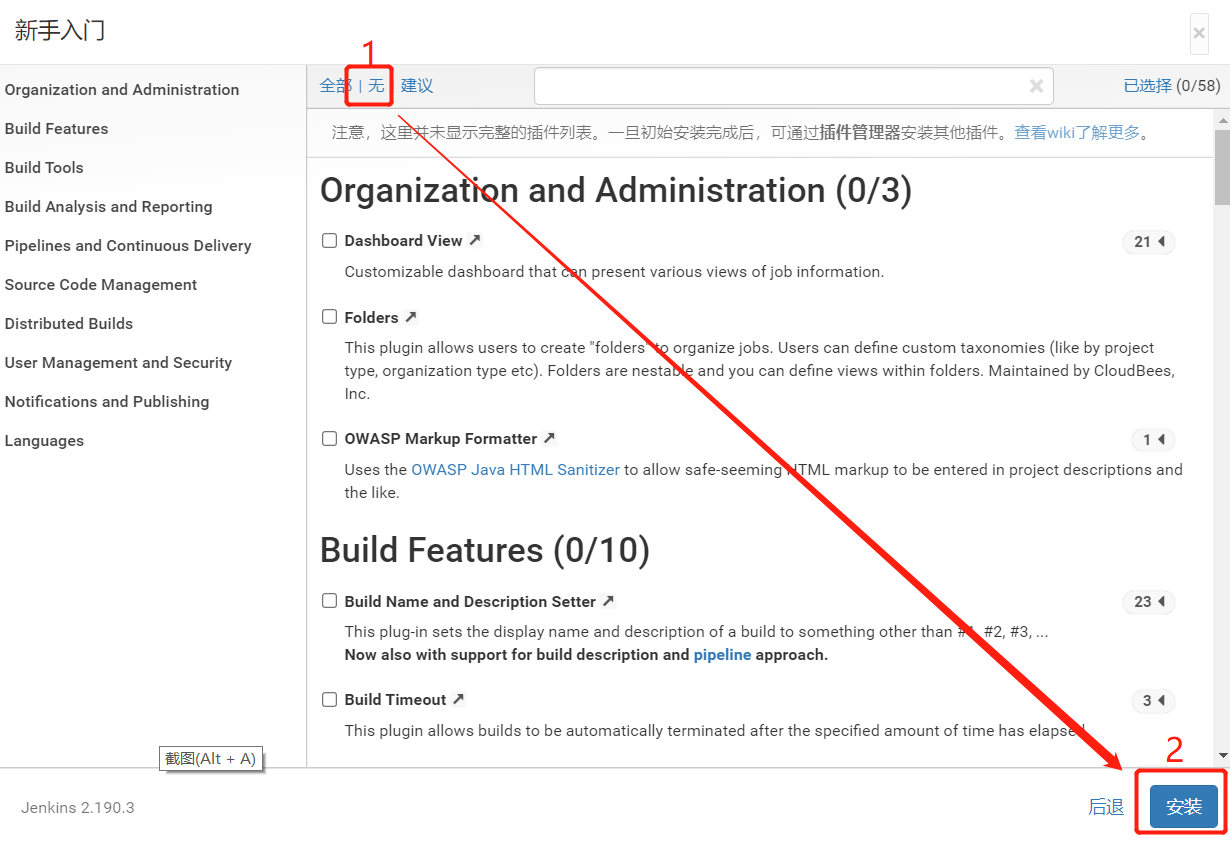 新手入门
×
1
Organization and Administration
Build Features
Build Tools
Build Analysis and Reporting
Pipelines and Continuous Delivery
Source Code Management
Distributed Builds
User Management and Security
Notifications and Publishing
Languages
全部 | 无 建议
已选择 (0/58)
注意，这里并未显示完整的插件列表。一旦初始安装完成后，可通过插件管理器安装其他插件。查看wiki了解更多。
Organization and Administration (0/3)
Dashboard View
21
Customizable dashboard that can present various views of job information.
Folders
This plugin allows users to create "folders" to organize jobs. Users can define custom taxonomies (like by project
type, organization type etc). Folders are nestable and you can define views within folders. Maintained by CloudBees,
Inc.
OWASP Markup Formatter
1
Uses the OWASP Java HTML Sanitizer to allow safe-seeming HTML markup to be entered in project descriptions and
the like.
Build Features (0/10)
Build Name and Description Setter
23
This plug-in sets the display name and description of a build to something other than #1, #2, #3, ...
Now also with support for build description and pipeline approach.
Build Timeout
3
This plugin allows builds to be automatically terminated after the specified amount of time has elapsed.
截图(Alt + A)
2
Jenkins 2.190.3
后退
安装